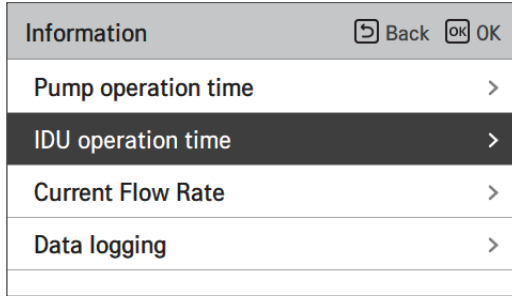 Information Back OK OK
Pump operation time >
IDU operation time >
Current Flow Rate >
Data logging >